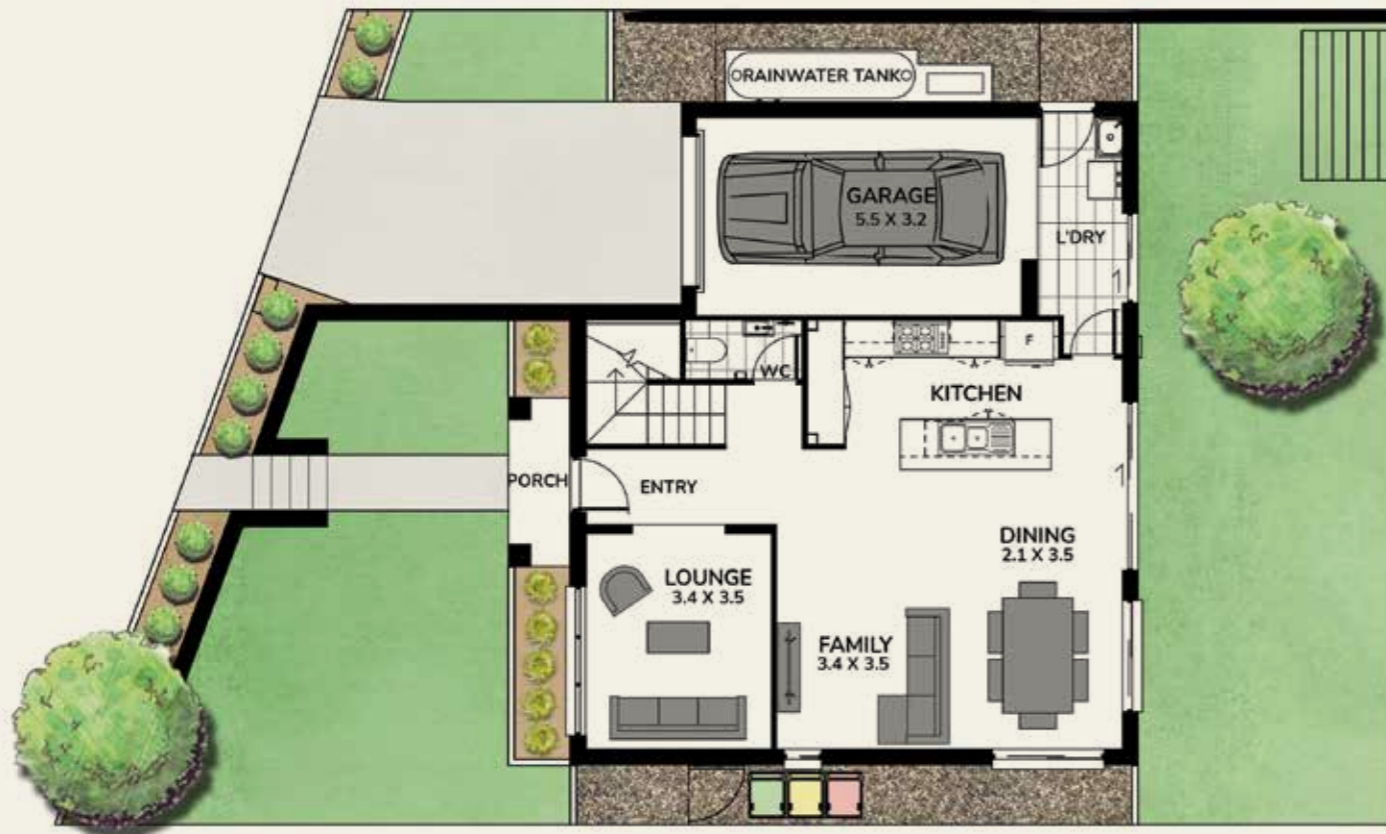 RAINWATER TANK
GARAGE
5.5 X 3.2
L'DRY
WC
F
KITCHEN
PORCH
ENTRY
DINING
2.1 X 3.5
LOUNGE
3.4 X 3.5
FAMILY
3.4 X 3.5